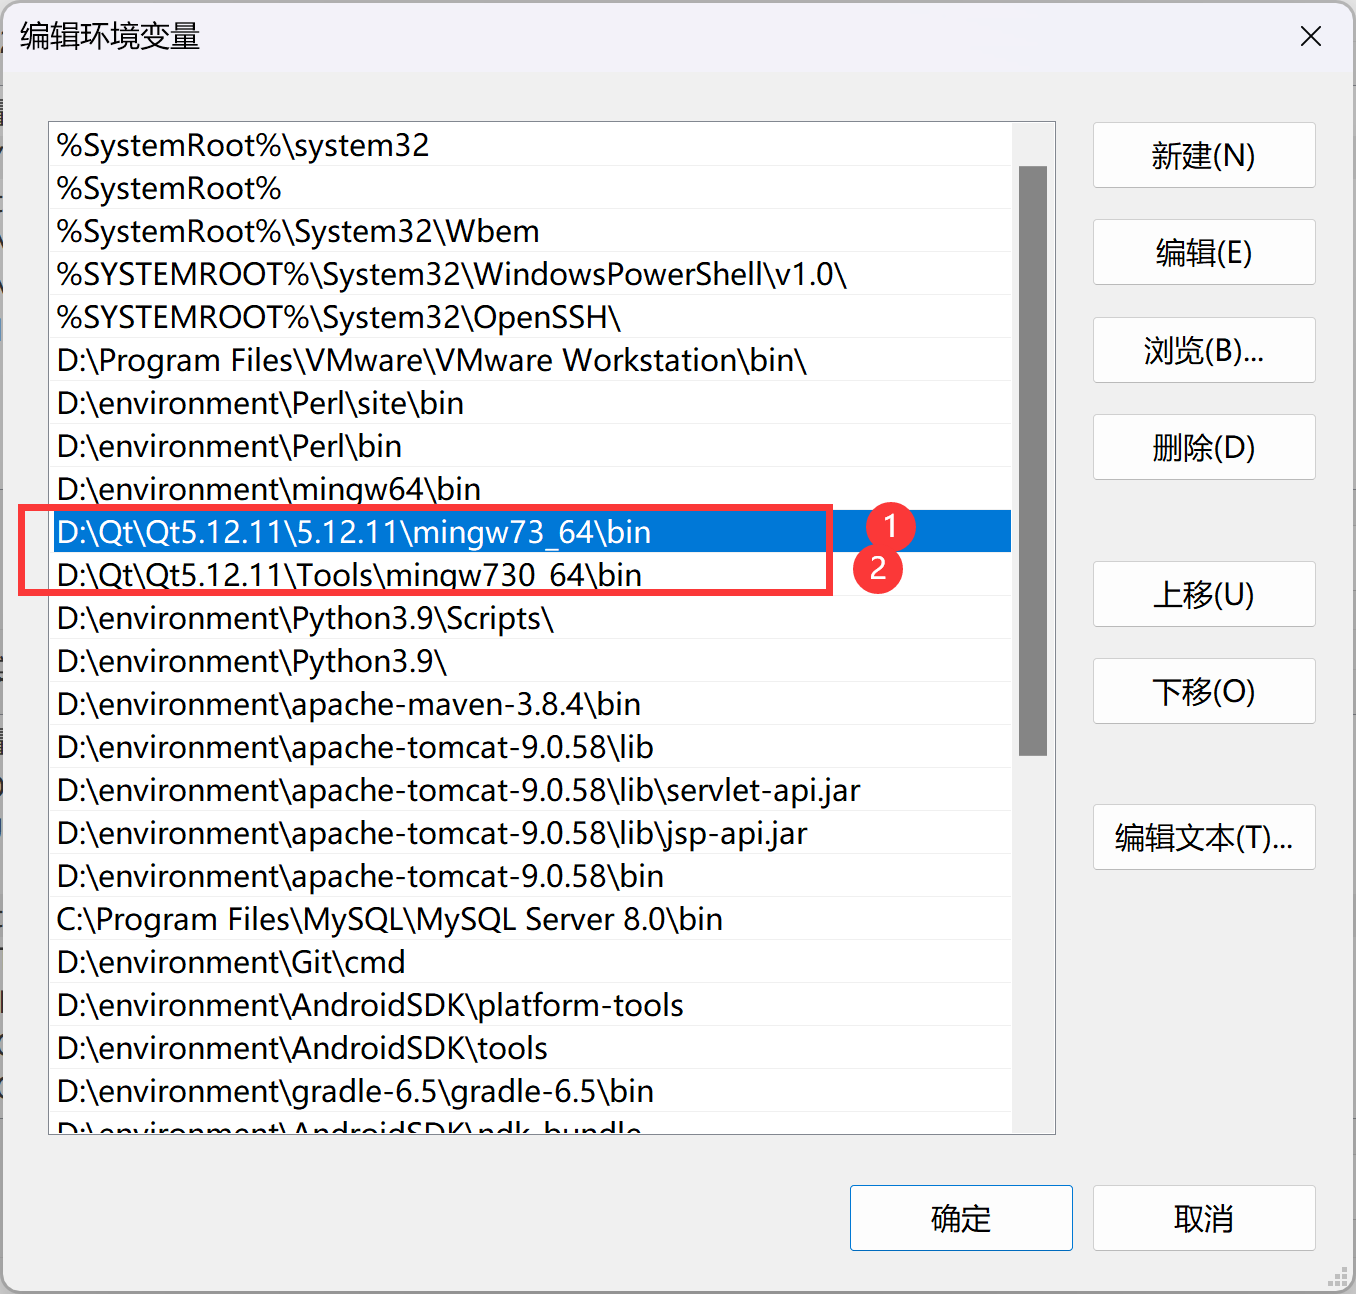 编辑环境变量
%SystemRoot%\system32
%SystemRoot%
%SystemRoot%\System32\Wbem
%SYSTEMROOT%\System32\WindowsPowerShell\v1.0\
%SYSTEMROOT%\System32\OpenSSH\
D:\Program Files\VMware\VMware Workstation\bin\
D:\environment\Perl\site\bin
D:\environment\Perl\bin
D:\environment\mingw64\bin
D:\Qt\Qt5.12.11\5.12.11\mingw73_64\bin
1
D:\Qt\Qt5.12.11\Tools\mingw730_64\bin
2
D:\environment\Python3.9\Scripts\
D:\environment\Python3.9\
D:\environment\apache-maven-3.8.4\bin
D:\environment\apache-tomcat-9.0.58\lib
D:\environment\apache-tomcat-9.0.58\lib\servlet-api.jar
D:\environment\apache-tomcat-9.0.58\lib\jsp-api.jar
D:\environment\apache-tomcat-9.0.58\bin
C:\Program Files\MySQL\MySQL Server 8.0\bin
D:\environment\Git\cmd
D:\environment\AndroidSDK\platform-tools
D:\environment\AndroidSDK\tools
D:\environment\gradle-6.5\gradle-6.5\bin
D:\environment\AndroidSDK\ndk-bundle
新建(N)
编辑(E)
浏览(B)...
删除(D)
上移(U)
下移(O)
编辑文本(T)...
确定
取消